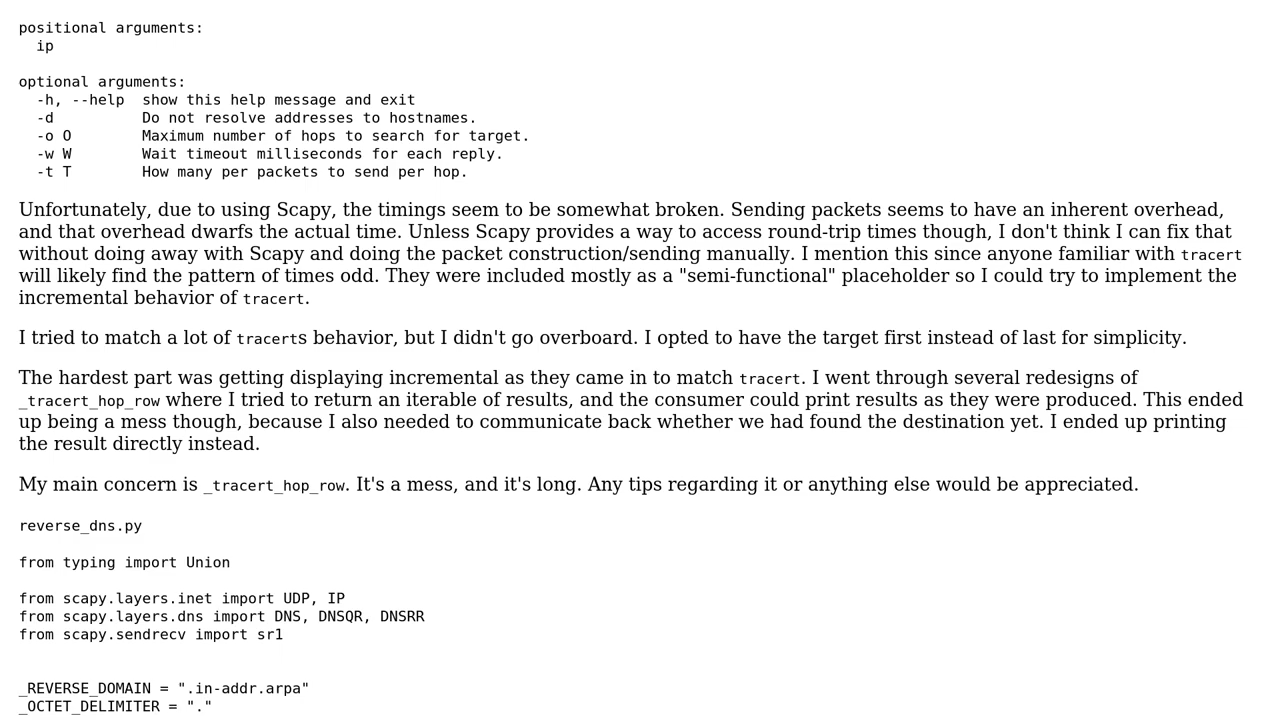 positional arguments:
  ip

optional arguments:
  -h, --help  show this help message and exit
  -d          Do not resolve addresses to hostnames.
  -o O        Maximum number of hops to search for target.
  -w W        Wait timeout milliseconds for each reply.
  -t T        How many per packets to send per hop.

Unfortunately, due to using Scapy, the timings seem to be somewhat broken. Sending packets seems to have an inherent overhead,
and that overhead dwarfs the actual time. Unless Scapy provides a way to access round-trip times though, I don't think I can fix that
without doing away with Scapy and doing the packet construction/sending manually. I mention this since anyone familiar with tracert
will likely find the pattern of times odd. They were included mostly as a "semi-functional" placeholder so I could try to implement the
incremental behavior of tracert.

I tried to match a lot of tracerts behavior, but I didn't go overboard. I opted to have the target first instead of last for simplicity.

The hardest part was getting displaying incremental as they came in to match tracert. I went through several redesigns of
_tracert_hop_row where I tried to return an iterable of results, and the consumer could print results as they were produced. This ended
up being a mess though, because I also needed to communicate back whether we had found the destination yet. I ended up printing
the result directly instead.

My main concern is _tracert_hop_row. It's a mess, and it's long. Any tips regarding it or anything else would be appreciated.

reverse_dns.py

from typing import Union

from scapy.layers.inet import UDP, IP
from scapy.layers.dns import DNS, DNSQR, DNSRR
from scapy.sendrecv import sr1


_REVERSE_DOMAIN = ".in-addr.arpa"
_OCTET_DELIMITER = "."